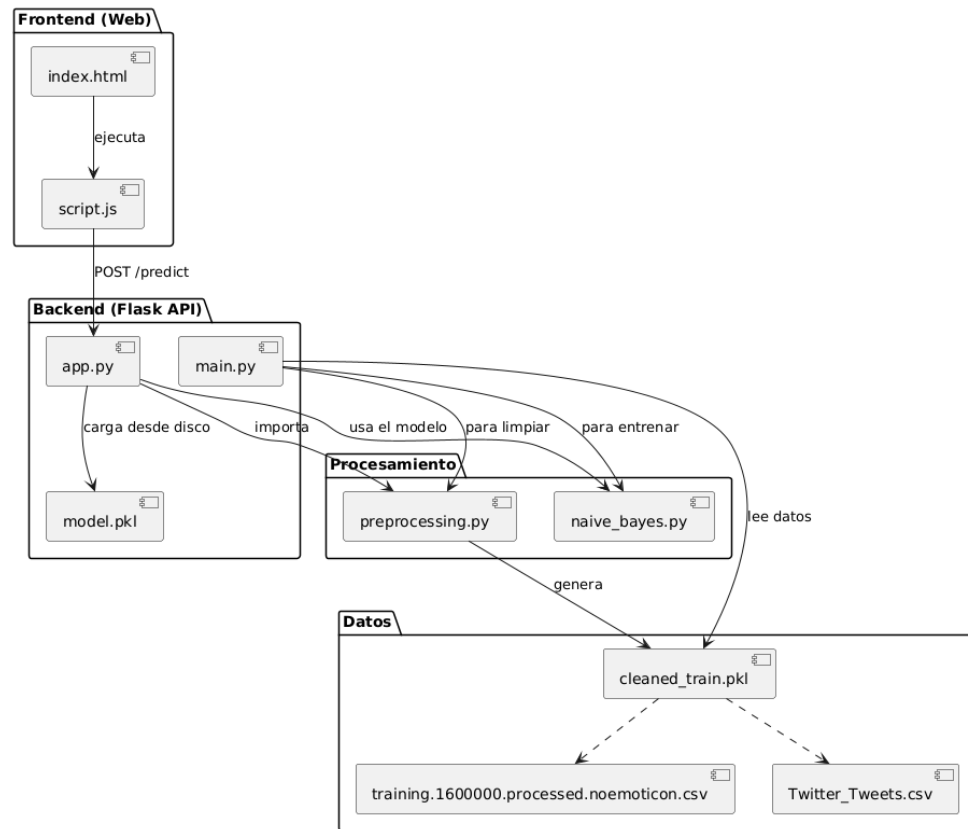 Frontend (Web)
index.html
ejecuta
script.js
POST /predict
Backend (Flask API)
app.py
main.py
carga desde disco
importa
usa el modelo
para limpiar
para entrenar
Procesamiento
model.pkl
preprocessing.py
naive_bayes.py
lee datos
genera
Datos
cleaned_train.pkl
training.1600000.processed.noemoticon.csv
Twitter_Tweets.csv